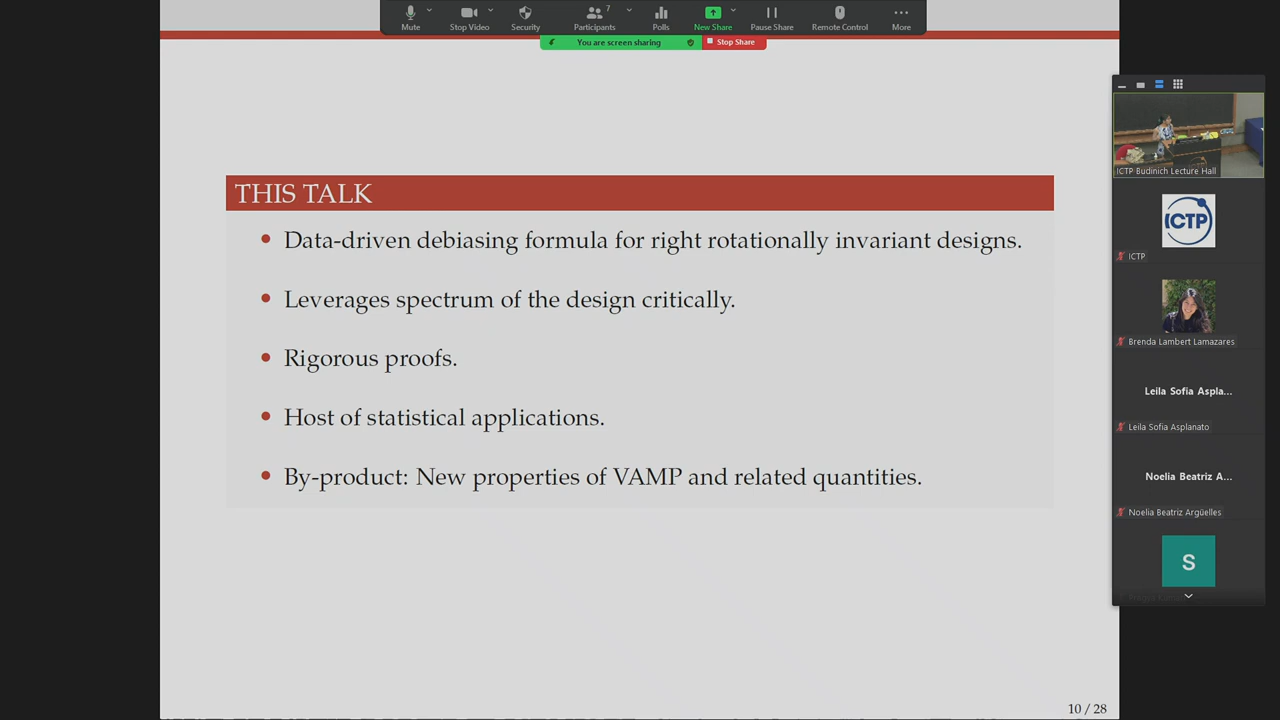 Mute
Stop Video
Security
7
Participants
Polls
New Share
Pause Share
Remote Control
More
You are screen sharing
Stop Share
THIS TALK
Data-driven debiasing formula for right rotationally invariant designs.
Leverages spectrum of the design critically.
Rigorous proofs.
Host of statistical applications.
By-product: New properties of VAMP and related quantities.
10 / 28
ICTP Budinich Lecture Hall
ICTP
ICTP
Brenda Lambert Lamazares
Leila Sofia Aspla...
Leila Sofia Asplanato
Noelia Beatriz A...
Noelia Beatriz Argüelles
S